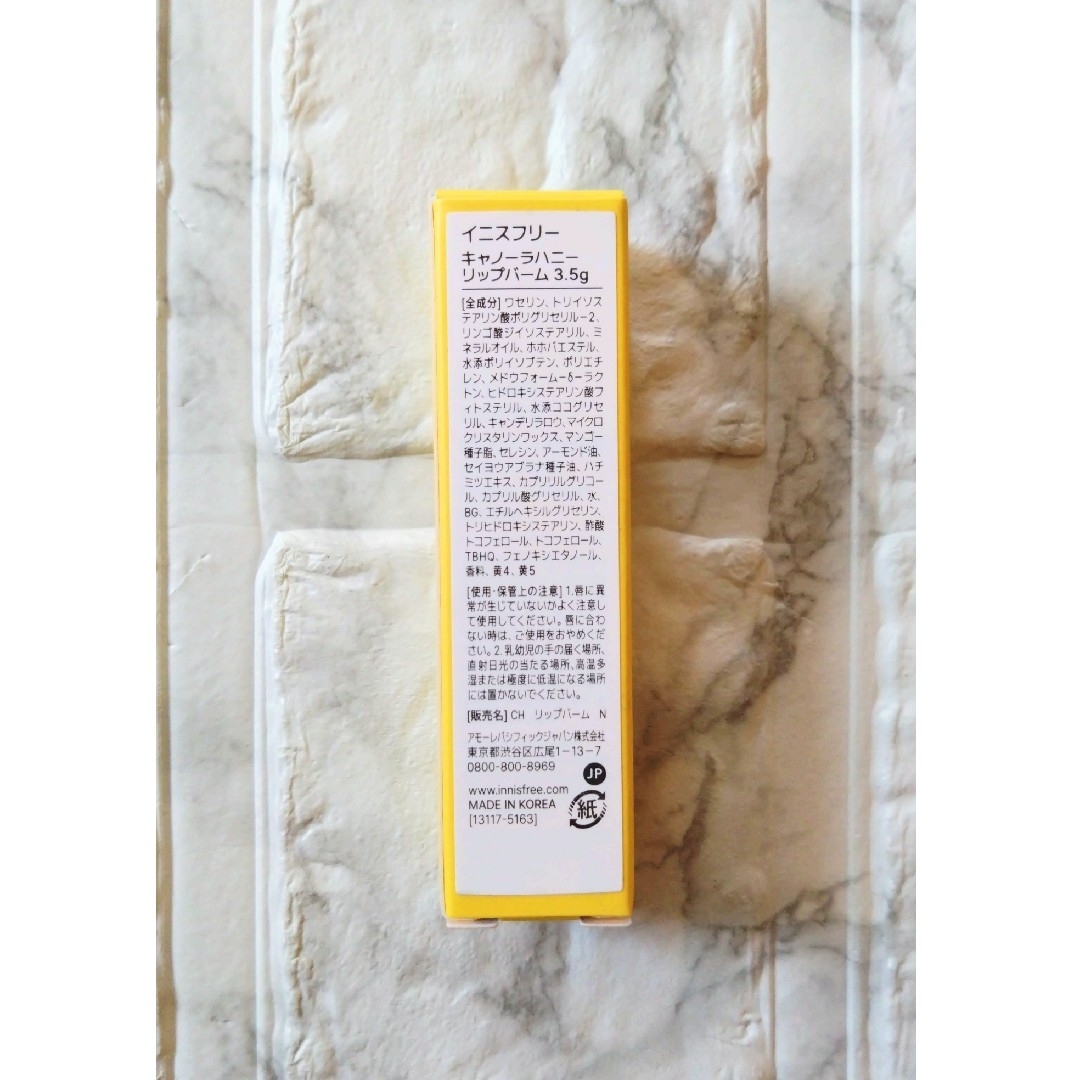 イニスフリー
キャノーラハニー
リップバーム 3.5g
[全成分] ワセリン、トリイソス
テアリン酸ポリグリセリル−2、
リンゴ酸ジイソステアリル、ミ
ネラルオイル、ホホバエステル、
水添ポリイソブテン、ポリエチ
レン、メドウフォーム−δ−ラク
トン、ヒドロキシステアリン酸フ
ィトステリル、水添ココグリセ
リル、キャンデリラロウ、マイクロ
クリスタリンワックス、マンゴー
種子脂、セレシン、アーモンド油、
セイヨウアブラナ種子油、ハチ
ミツエキス、カプリリルグリコー
ル、カプリル酸グリセリル、水、
BG、エチルヘキシルグリセリン、
トリヒドロキシステアリン、酢酸
トコフェロール、トコフェロール、
TBHQ、フェノキシエタノール、
香料、黄4、黄5
[使用・保管上の注意] 1.唇に異
常が生じていないかよく注意し
て使用してください。唇に合わ
ない時は、ご使用をおやめくだ
さい。2.乳幼児の手の届く場所、
直射日光の当たる場所、高温多
湿または極度に低温になる場所
には置かないでください。
[販売名] CH リップバーム N
アモーレパシフィックジャパン株式会社
東京都渋谷区広尾1−13−7
0800-800-8969
JP
www.innisfree.com
MADE IN KOREA
紙
[13117-5163]